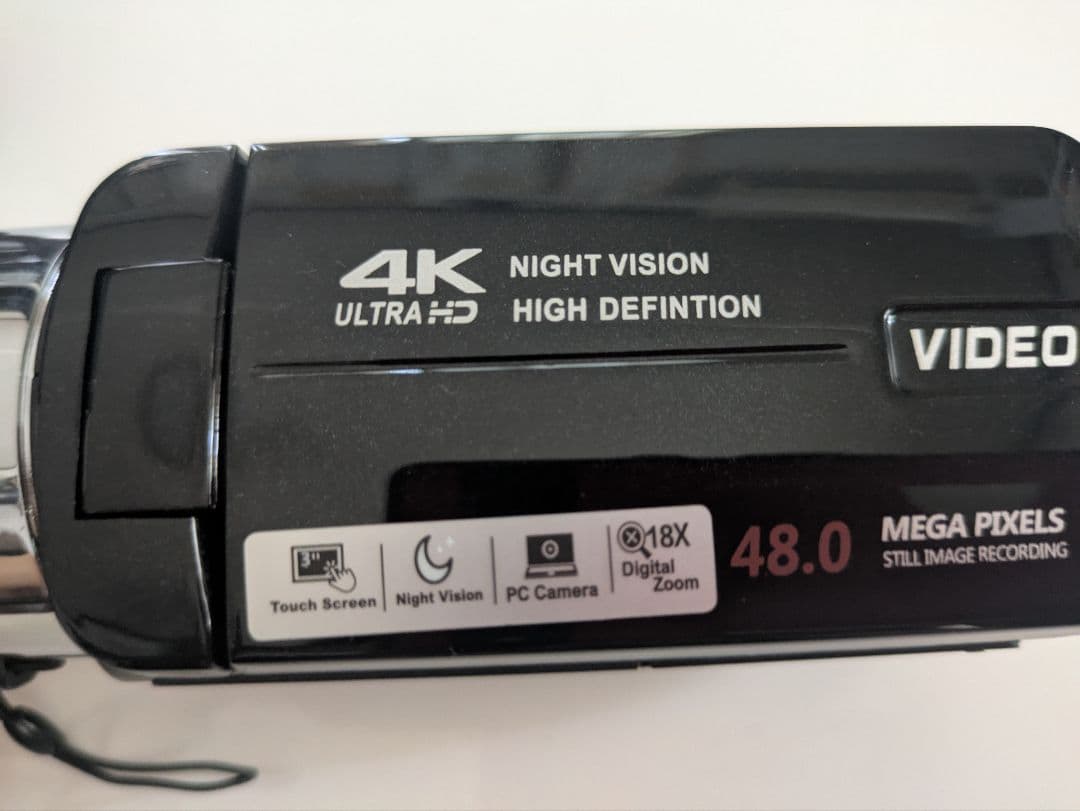 4K
ULTRA HD
NIGHT VISION
HIGH DEFINTION
VIDEO
3"
Touch Screen
Night Vision
PC Camera
18X
Digital
Zoom
48.0
MEGA PIXELS
STILL IMAGE RECORDING